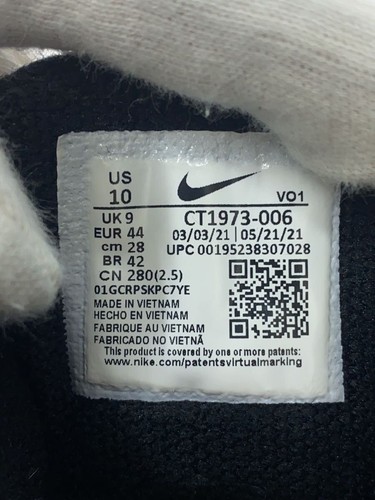 US
10
VO1
UK 9
CT1973-006
EUR 44
03/03/21 | 05/21/21
cm 28
UPC 00195238307028
BR 42
CN 280(2.5)
01GCRPSKPC7YE
MADE IN VIETNAM
HECHO EN VIETNAM
FABRIQUE AU VIETNAM
FABRICADO NO VIETNÃ
This product is covered by one or more patents:
www.nike.com/patentsvirtualmarking